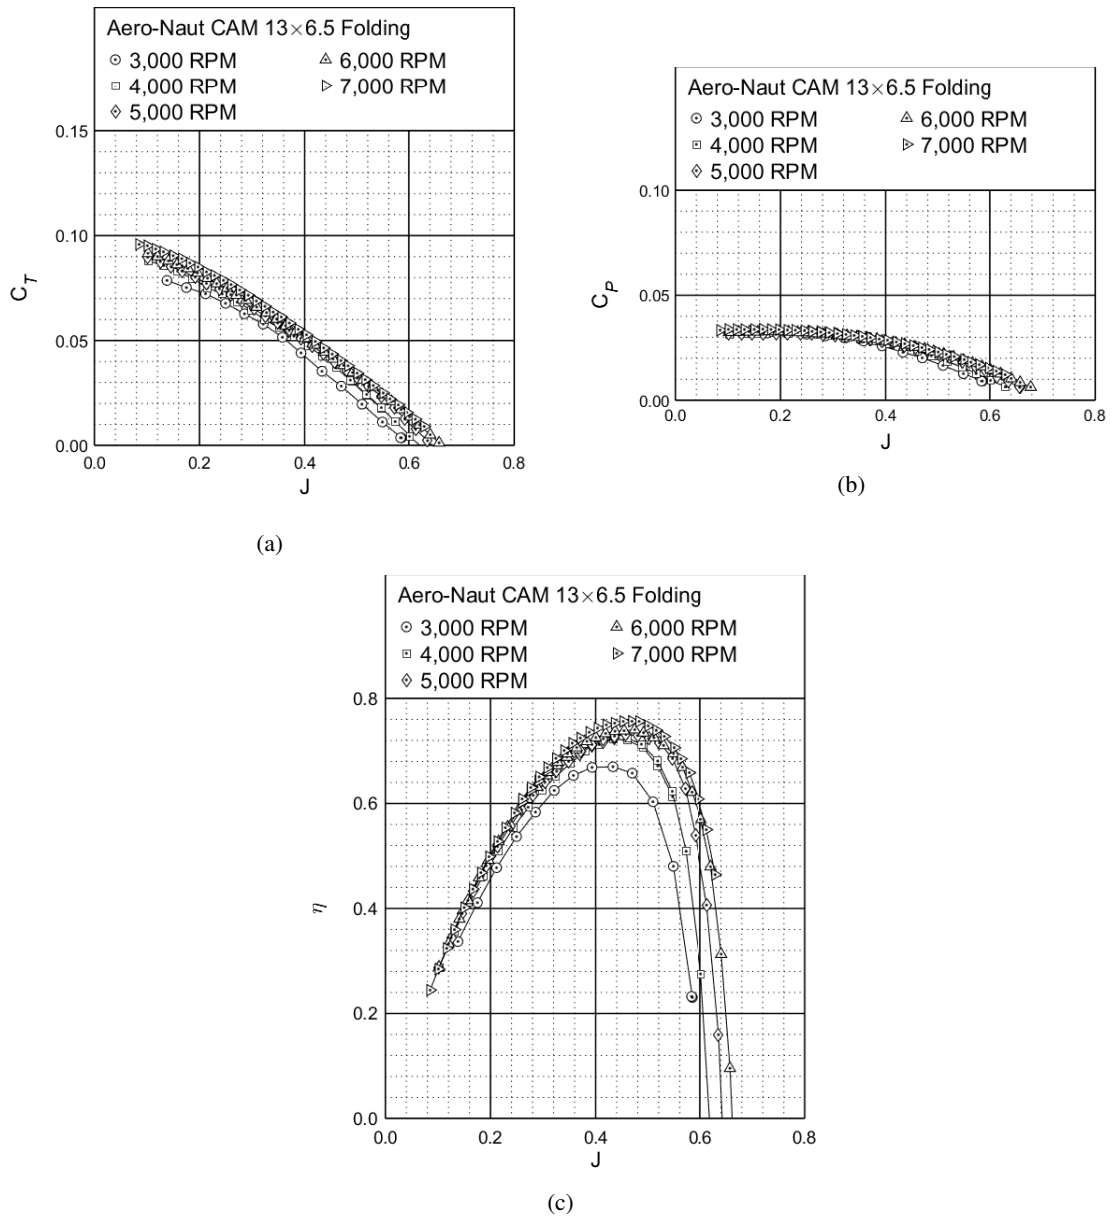 Aero-Naut CAM 13×6.5 Folding
3,000 RPM 6,000 RPM
4,000 RPM 7,000 RPM
5,000 RPM
0.15
0.10
0.05
0.00
C_T
0.0 0.2 0.4 0.6 0.8
J
(a)
Aero-Naut CAM 13×6.5 Folding
3,000 RPM 6,000 RPM
4,000 RPM 7,000 RPM
5,000 RPM
0.10
0.05
0.00
C_P
0.0 0.2 0.4 0.6 0.8
J
(b)
Aero-Naut CAM 13×6.5 Folding
3,000 RPM 6,000 RPM
4,000 RPM 7,000 RPM
5,000 RPM
0.8
0.6
0.4
0.2
0.0
η
0.0 0.2 0.4 0.6 0.8
J
(c)